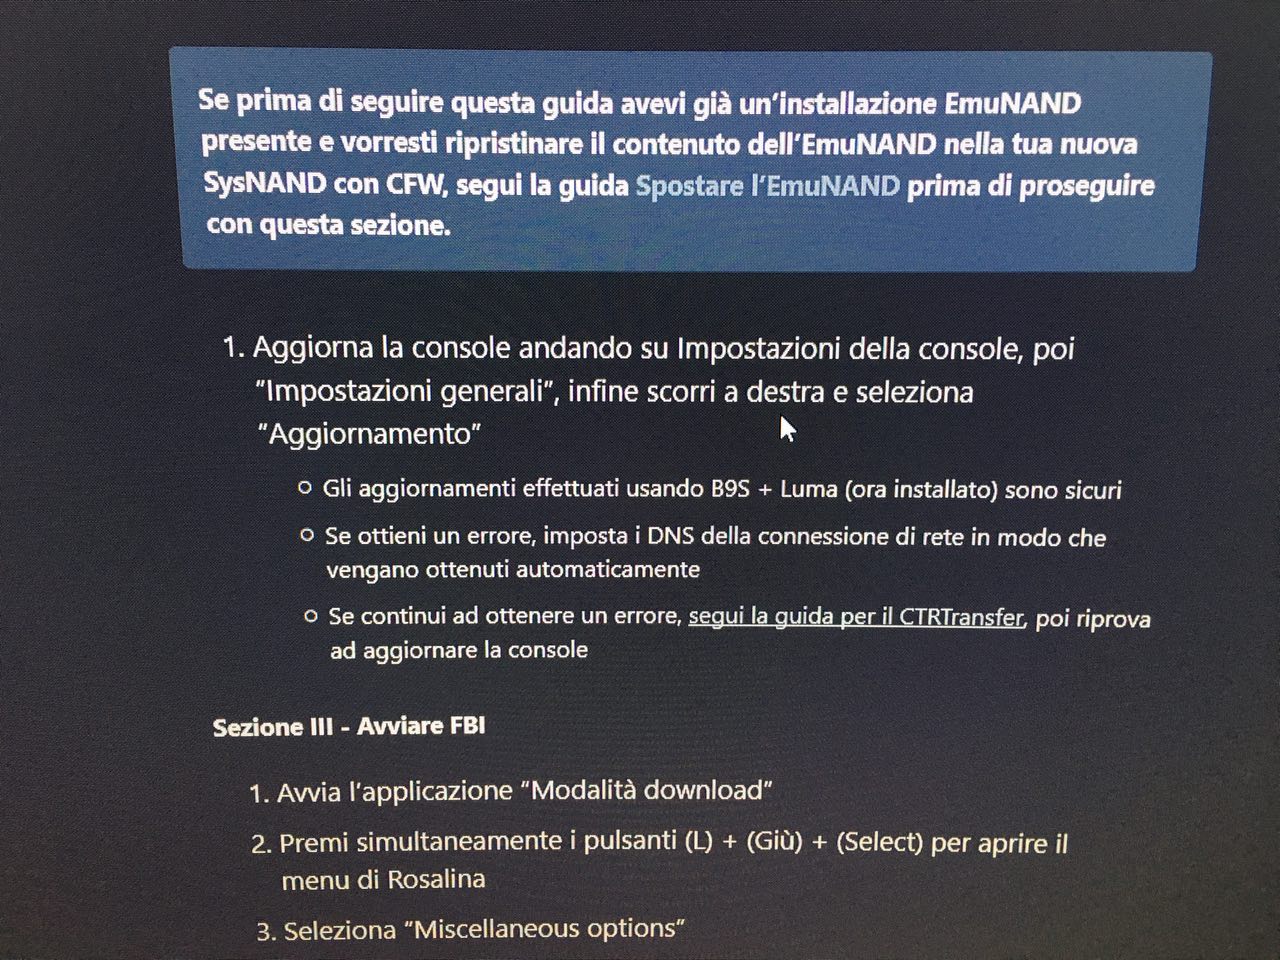 Se prima di seguire questa guida avevi già un'installazione EmuNAND
presente e vorresti ripristinare il contenuto dell'EmuNAND nella tua nuova
SysNAND con CFW, segui la guida Spostare l'EmuNAND prima di proseguire
con questa sezione.
1. Aggiorna la console andando su Impostazioni della console, poi
"Impostazioni generali", infine scorri a destra e seleziona
"Aggiornamento"
○ Gli aggiornamenti effettuati usando B9S + Luma (ora installato) sono sicuri
○ Se ottieni un errore, imposta i DNS della connessione di rete in modo che
vengano ottenuti automaticamente
○ Se continui ad ottenere un errore, segui la guida per il CTRTransfer, poi riprova
ad aggiornare la console
Sezione III - Avviare FBI
1. Avvia l'applicazione "Modalità download"
2. Premi simultaneamente i pulsanti (L) + (Giù) + (Select) per aprire il
menu di Rosalina
3. Seleziona "Miscellaneous options"